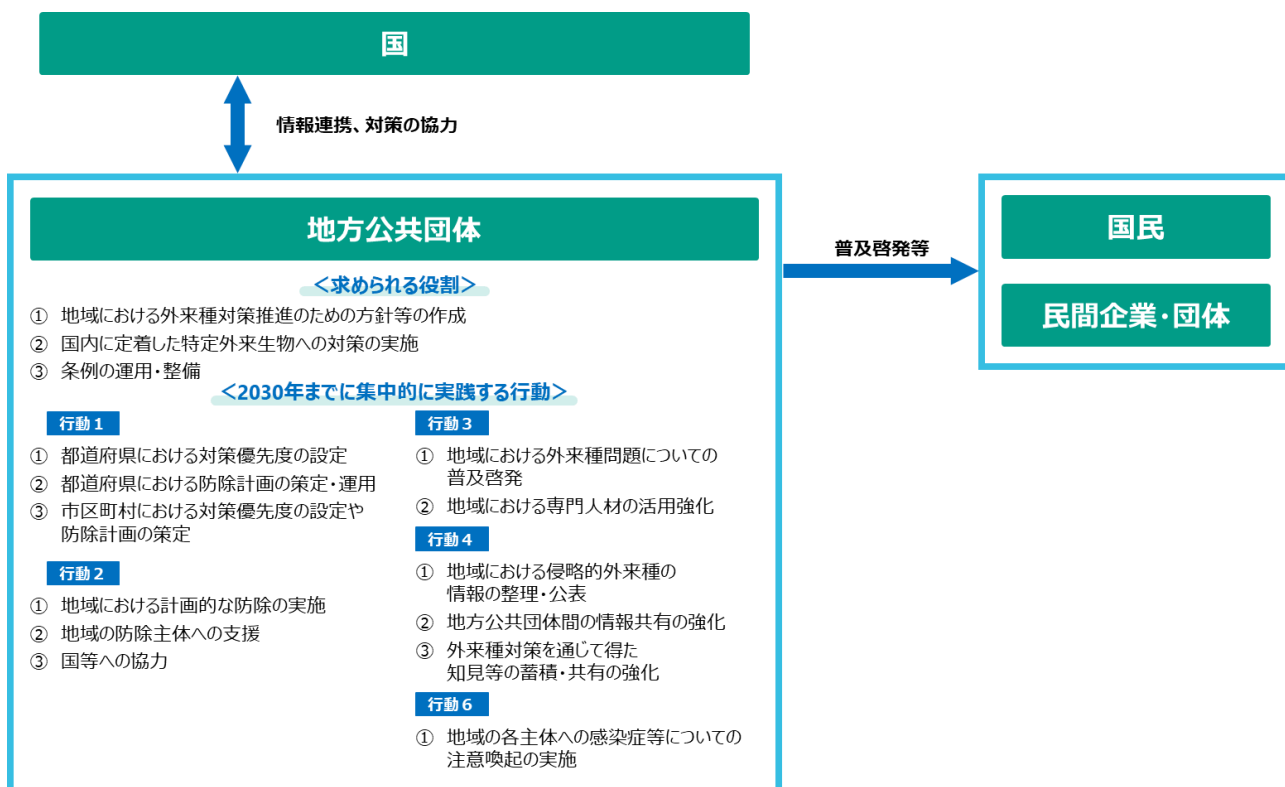 国
情報連携、対策の協力
地方公共団体
＜求められる役割＞
① 地域における外来種対策推進のための方針等の作成
② 国内に定着した特定外来生物への対策の実施
③ 条例の運用・整備
＜2030年までに集中的に実践する行動＞
行動１
① 都道府県における対策優先度の設定
② 都道府県における防除計画の策定・運用
③ 市区町村における対策優先度の設定や
防除計画の策定
行動２
① 地域における計画的な防除の実施
② 地域の防除主体への支援
③ 国等への協力
行動３
① 地域における外来種問題についての
普及啓発
② 地域における専門人材の活用強化
行動４
① 地域における侵略的外来種の
情報の整理・公表
② 地方公共団体間の情報共有の強化
③ 外来種対策を通じて得た
知見等の蓄積・共有の強化
行動６
① 地域の各主体への感染症等についての
注意喚起の実施
普及啓発等
国民
民間企業・団体